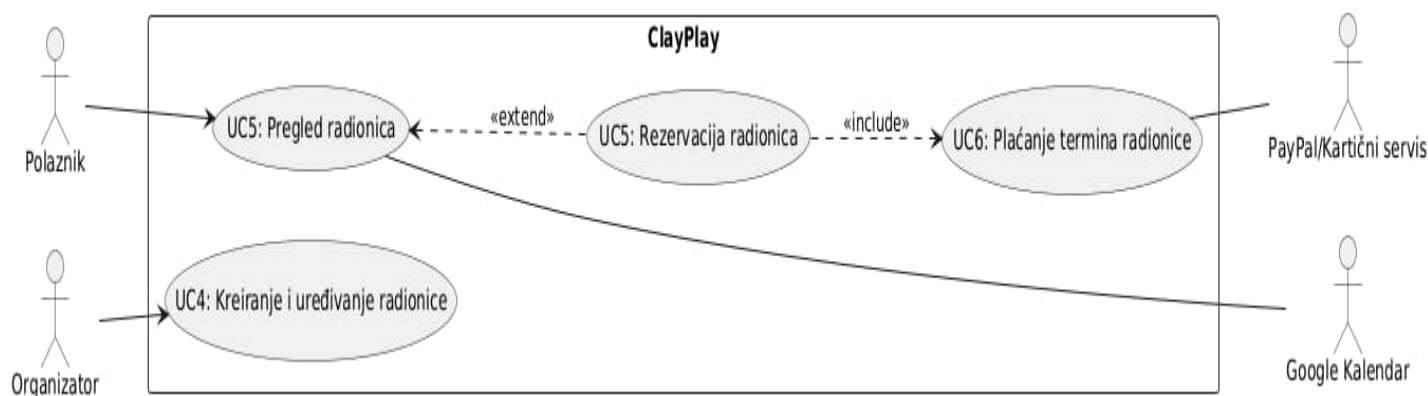 ClayPlay
Polaznik
UC5: Pregled radionica
«extend»
UC5: Rezervacija radionica
«include»
UC6: Plaćanje termina radionice
PayPal/Kartični servis
Organizator
UC4: Kreiranje i uređivanje radionice
Google Kalendar